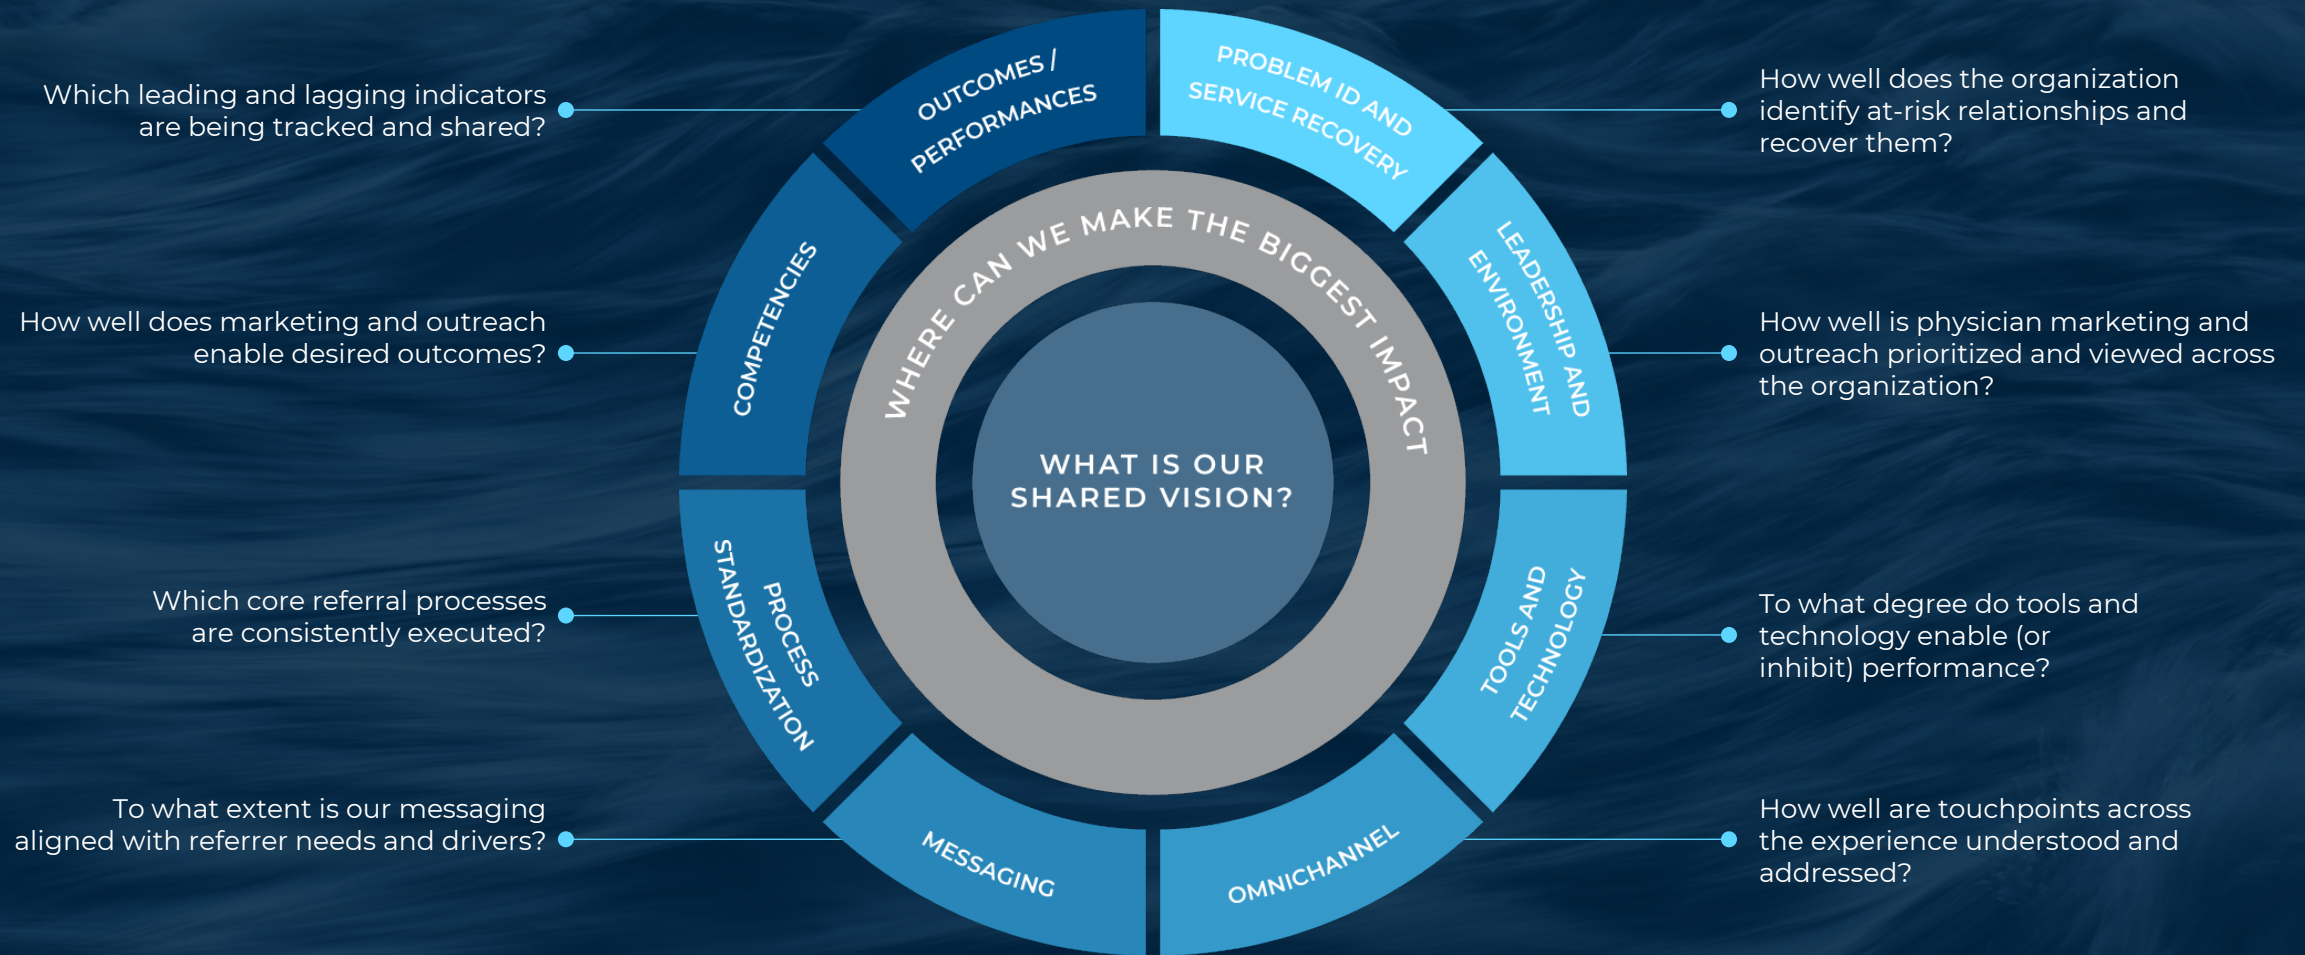 Which leading and lagging indicators
are being tracked and shared?
How well does marketing and outreach
enable desired outcomes?
Which core referral processes
are consistently executed?
To what extent is our messaging
aligned with referrer needs and drivers?
OUTCOMES /
PERFORMANCES
COMPETENCIES
PROCESS
STANDARDIZATION
MESSAGING
WHERE CAN WE MAKE THE BIGGEST IMPACT
WHAT IS OUR
SHARED VISION?
PROBLEM ID AND
SERVICE RECOVERY
LEADERSHIP AND
ENVIRONMENT
TOOLS AND
TECHNOLOGY
OMNICHANNEL
How well does the organization
identify at-risk relationships and
recover them?
How well is physician marketing and
outreach prioritized and viewed across
the organization?
To what degree do tools and
technology enable (or
inhibit) performance?
How well are touchpoints across
the experience understood and
addressed?